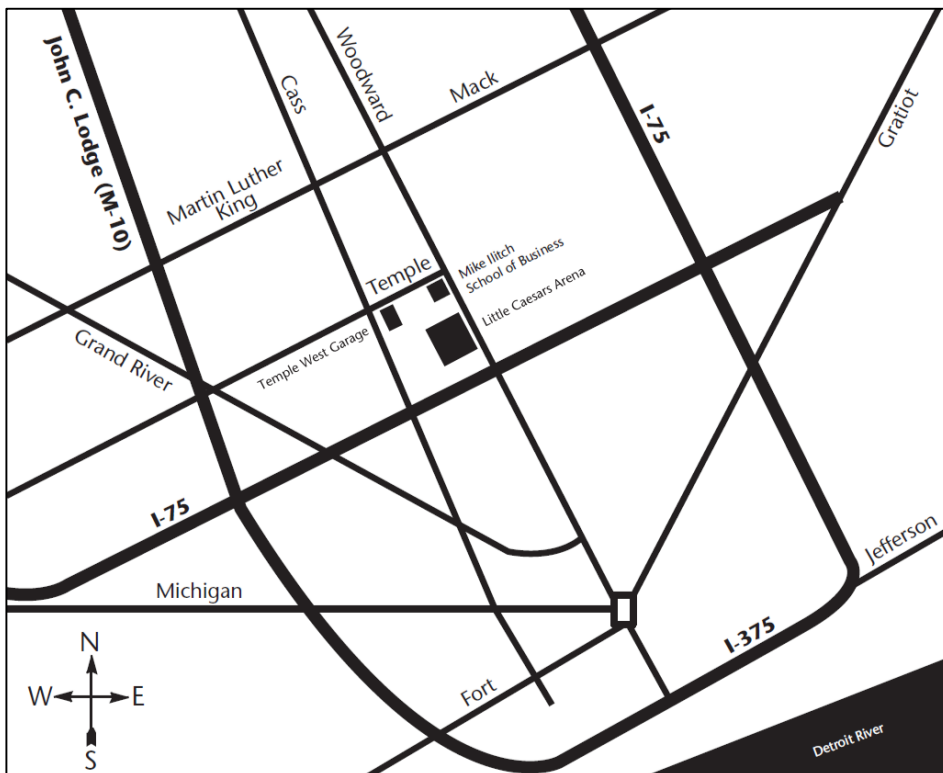 John C. Lodge (M-10)
Cass
Woodward
Mack
I-75
Gratiot
Martin Luther
King
Temple
Mike Ilitch
School of Business
Little Caesars Arena
Temple West Garage
Grand River
I-75
Michigan
Jefferson
I-375
Fort
N
W
E
S
Detroit River